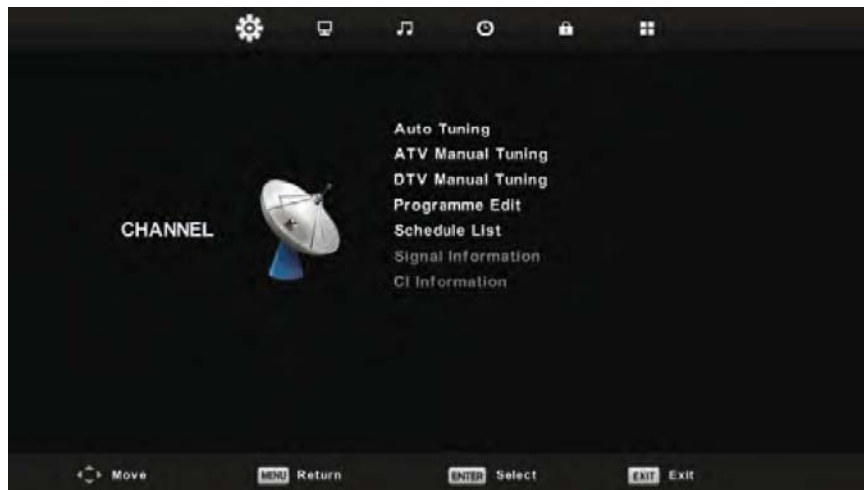 Auto Tuning
ATV Manual Tuning
DTV Manual Tuning
Programme Edit
CHANNEL
Schedule List
Signal Information
CI Information
Move
MENU Return
ENTER Select
EXIT Exit